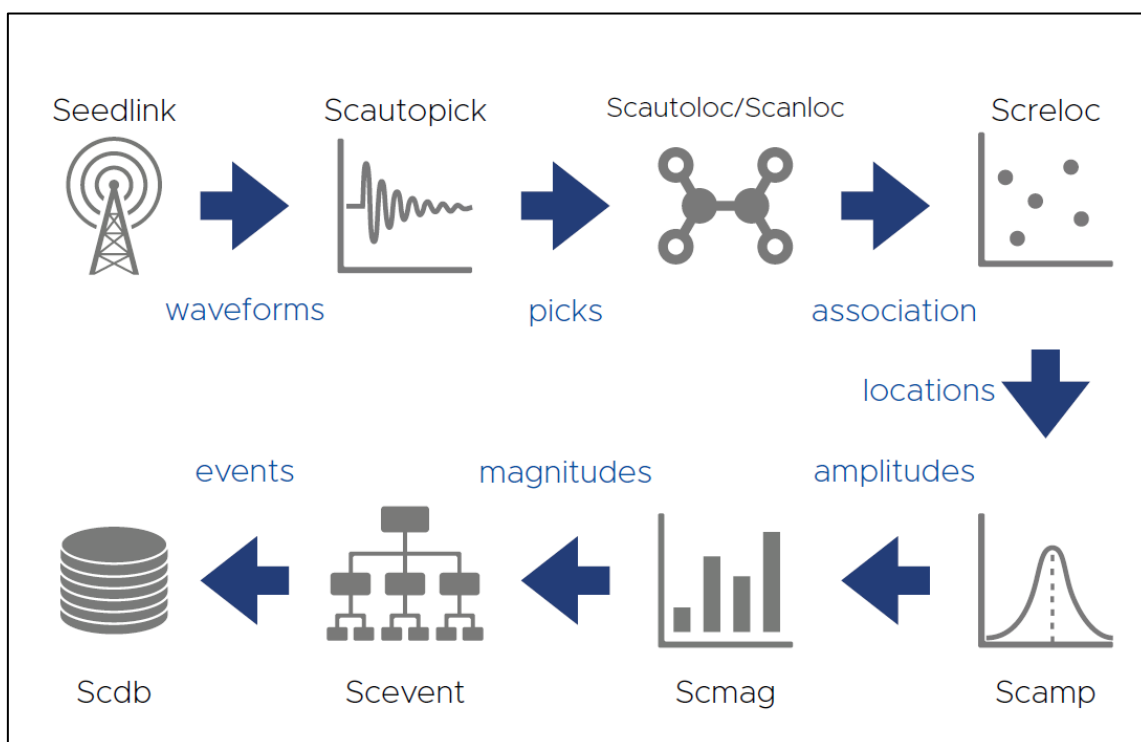 Seedlink
Scautopick
Scautoloc/Scanloc
Screloc
waveforms
picks
association
locations
events
magnitudes
amplitudes
Scdb
Scevent
Scmag
Scamp